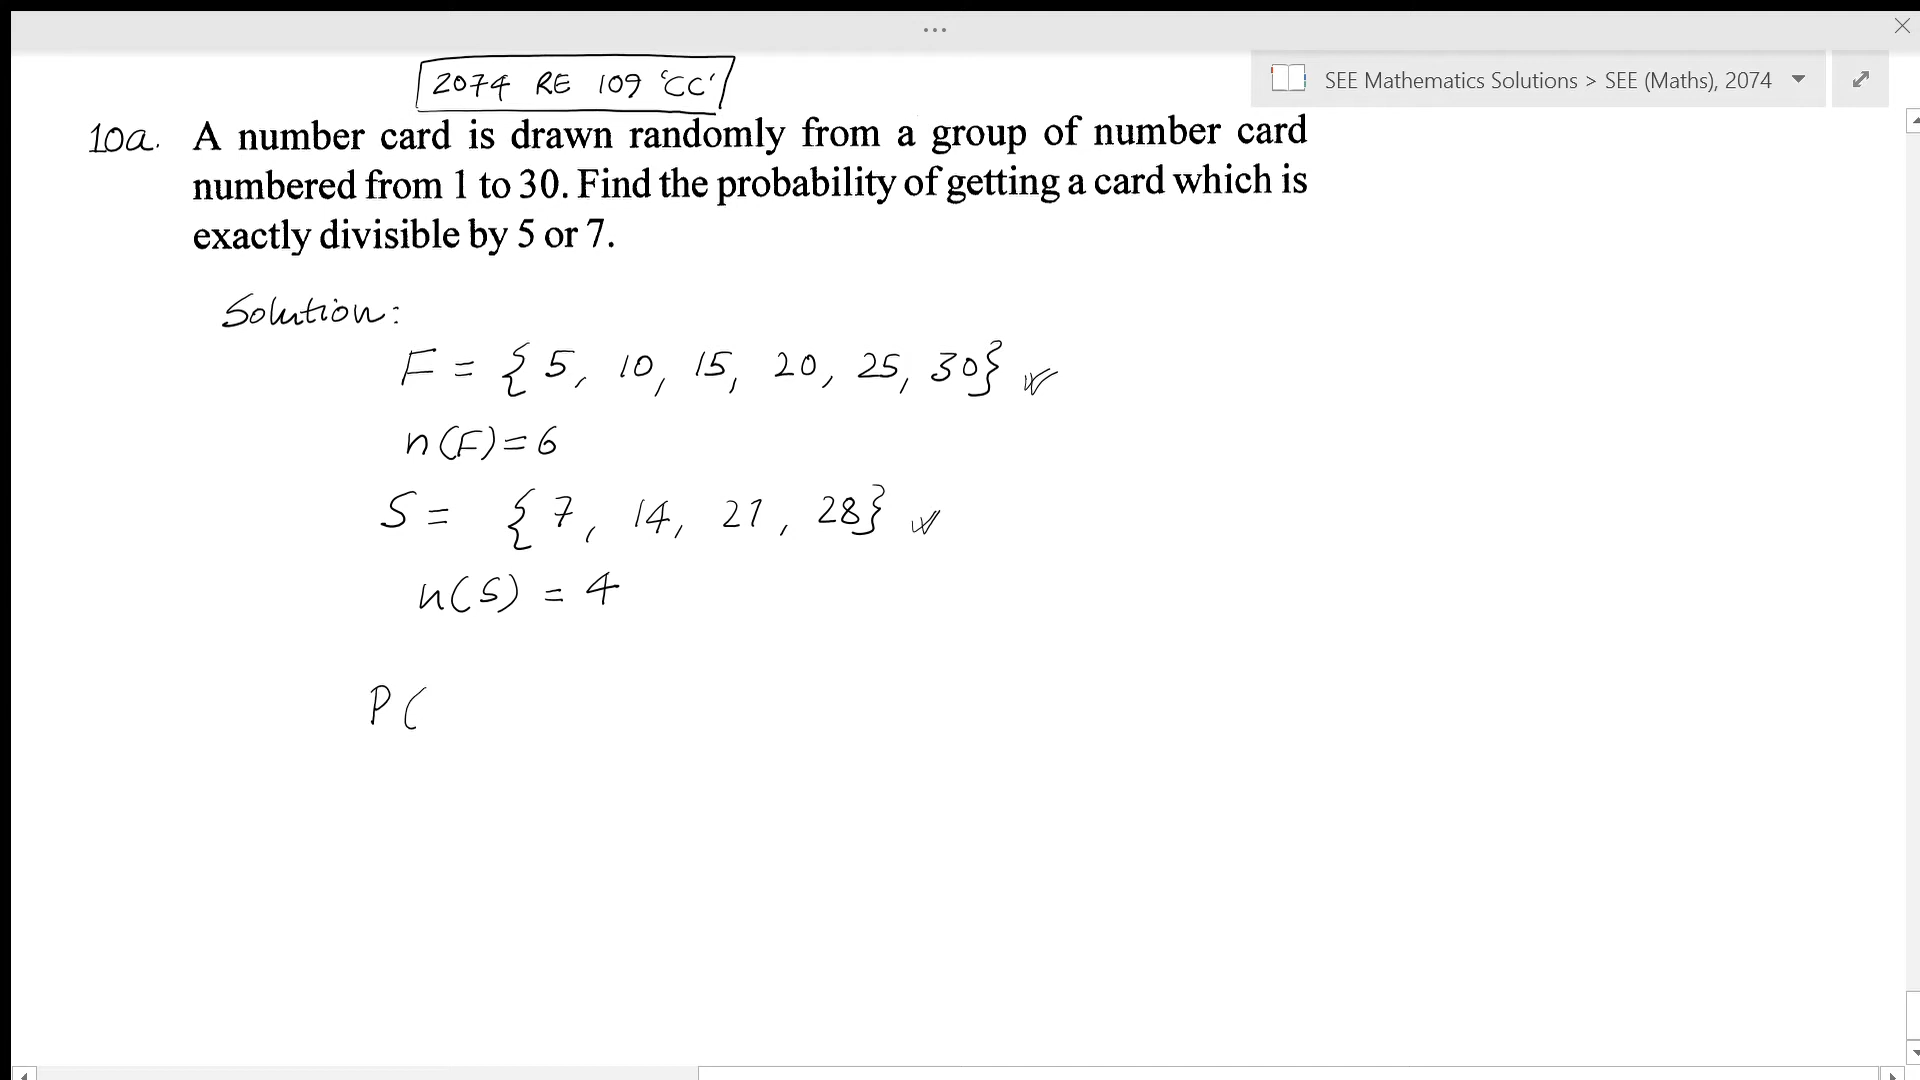 ...
SEE Mathematics Solutions > SEE (Maths), 2074
2074 RE 109 'CC'
10a. A number card is drawn randomly from a group of number card
numbered from 1 to 30. Find the probability of getting a card which is
exactly divisible by 5 or 7.
Solution:
F = { 5, 10, 15, 20, 25, 30}
n(F) = 6
S = { 7, 14, 21, 28}
n(S) = 4
P(